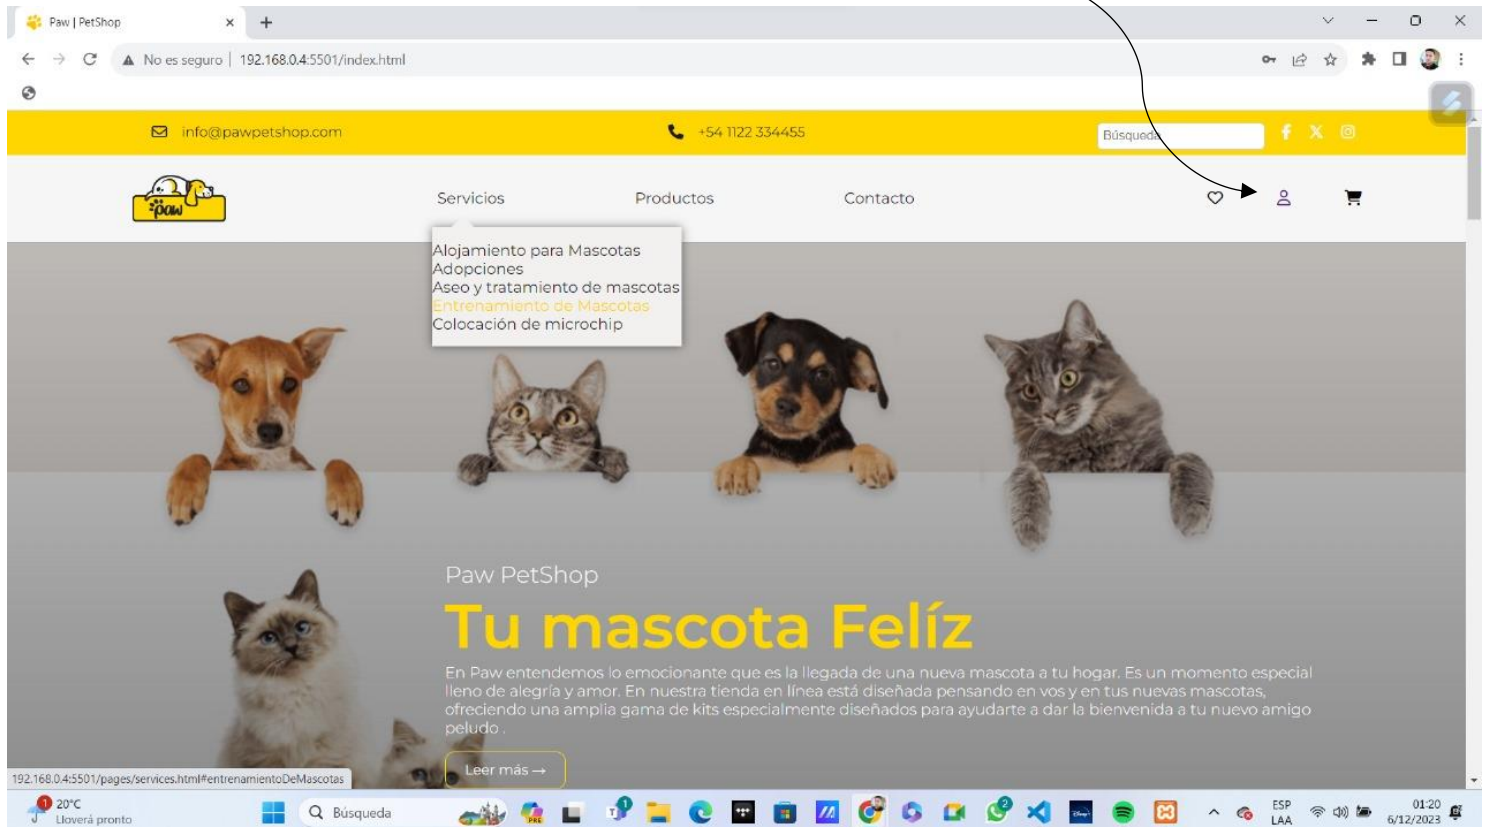 Paw | PetShop
No es seguro | 192.168.0.4:5501/index.html
info@pawpetshop.com
+54 1122 334455
Búsqueda
paw
Servicios
Productos
Contacto
Alojamiento para Mascotas
Adopciones
Aseo y tratamiento de mascotas
Entrenamiento de Mascotas
Colocación de microchip
Paw PetShop
Tu mascota Felíz
En Paw entendemos lo emocionante que es la llegada de una nueva mascota a tu hogar. Es un momento especial
lleno de alegría y amor. En nuestra tienda en línea está diseñada pensando en vos y en tus nuevas mascotas,
ofreciendo una amplia gama de kits especialmente diseñados para ayudarte a dar la bienvenida a tu nuevo amigo
peludo .
Leer más →
192.168.0.4:5501/pages/services.html#entrenamientoDeMascotas
1
20°C
Lloverá pronto
Búsqueda
PRE
ESP
LAA
01:20
6/12/2023